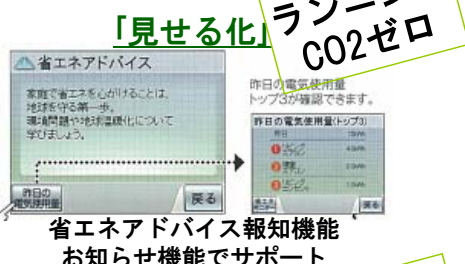 「見せる化」
CO2ゼロ
省エネアドバイス
家庭で省エネを心がけることは、
地球を守る第一歩。
環境問題や地球温暖化について
学びましょう。
昨日の
電気使用量
戻る
昨日の電気使用量
トップ3が確認できます。
昨日の電気使用量(トップ3)
昨日
1
2
3
戻る
省エネアドバイス報知機能
お知らせ機能でサポート